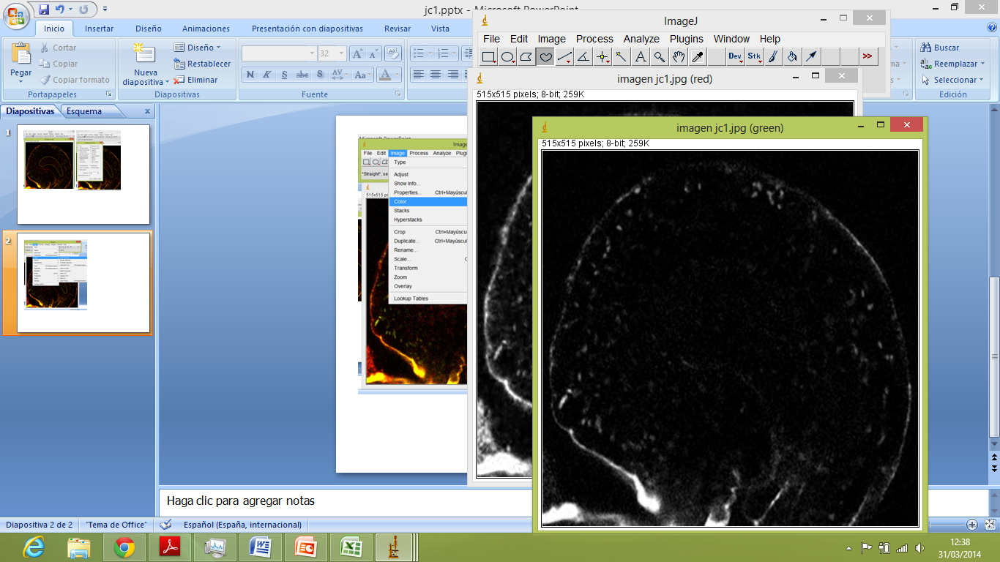 jc1.pptx - Microsoft PowerPoint
Inicio Insertar Diseño Animaciones Presentación con diapositivas Revisar Vista
Pegar
Cortar
Copiar
Copiar formato
Portapapeles
Nueva
diapositiva
Diseño
Restablecer
Eliminar
Diapositivas
32
N K S abc S AV Aa A
Fuente
Buscar
Reemplazar
Seleccionar
Edición
ImageJ
File Edit Image Process Analyze Plugins Window Help
Dev Stk >>
imagen jc1.jpg (red)
515x515 pixels; 8-bit; 259K
imagen jc1.jpg (green)
515x515 pixels; 8-bit; 259K
Diapositivas Esquema x
1
2
File Edit Image Process Analyze
Type
*Straight*, se
Adjust
Show Info...
Properties... Ctrl+Mayúscul
Color
Stacks
Hyperstacks
Crop Ctrl+Mayúscul
Duplicate... Ctrl+Mayúscul
Rename...
Scale...
Transform
Zoom
Overlay
Lookup Tables
Haga clic para agregar notas
Diapositiva 2 de 2 "Tema de Office" Español (España, internacional)
12:38
31/03/2014